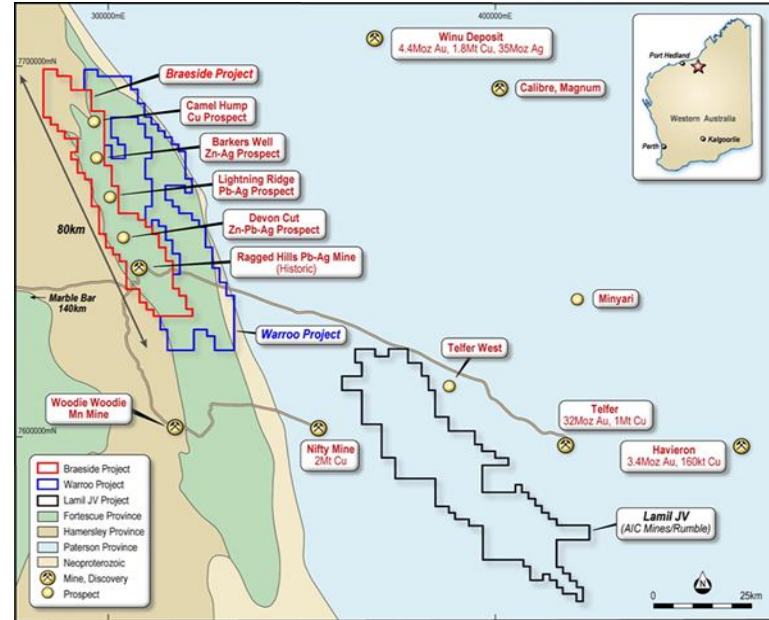 300000mE
400000mE
7700000mN
Winu Deposit
4.4Moz Au, 1.8Mt Cu, 35Moz Ag
Calibre, Magnum
Port Hedland
Western Australia
Perth
Kalgoorlie
Braeside Project
Camel Hump
Cu Prospect
Barkers Well
Zn-Ag Prospect
Lightning Ridge
Pb-Ag Prospect
Devon Cut
Zn-Pb-Ag Prospect
Ragged Hills Pb-Ag Mine
(Historic)
80km
Marble Bar
140km
Warroo Project
Minyari
Telfer West
Woodie Woodie
Mn Mine
7600000mN
Nifty Mine
2Mt Cu
Telfer
32Moz Au, 1Mt Cu
Havieron
3.4Moz Au, 160kt Cu
Lamil JV
(AIC Mines/Rumble)
Braeside Project
Warroo Project
Lamil JV Project
Fortescue Province
Hamersley Province
Paterson Province
Neoproterozoic
Mine, Discovery
Prospect
N
0
25km